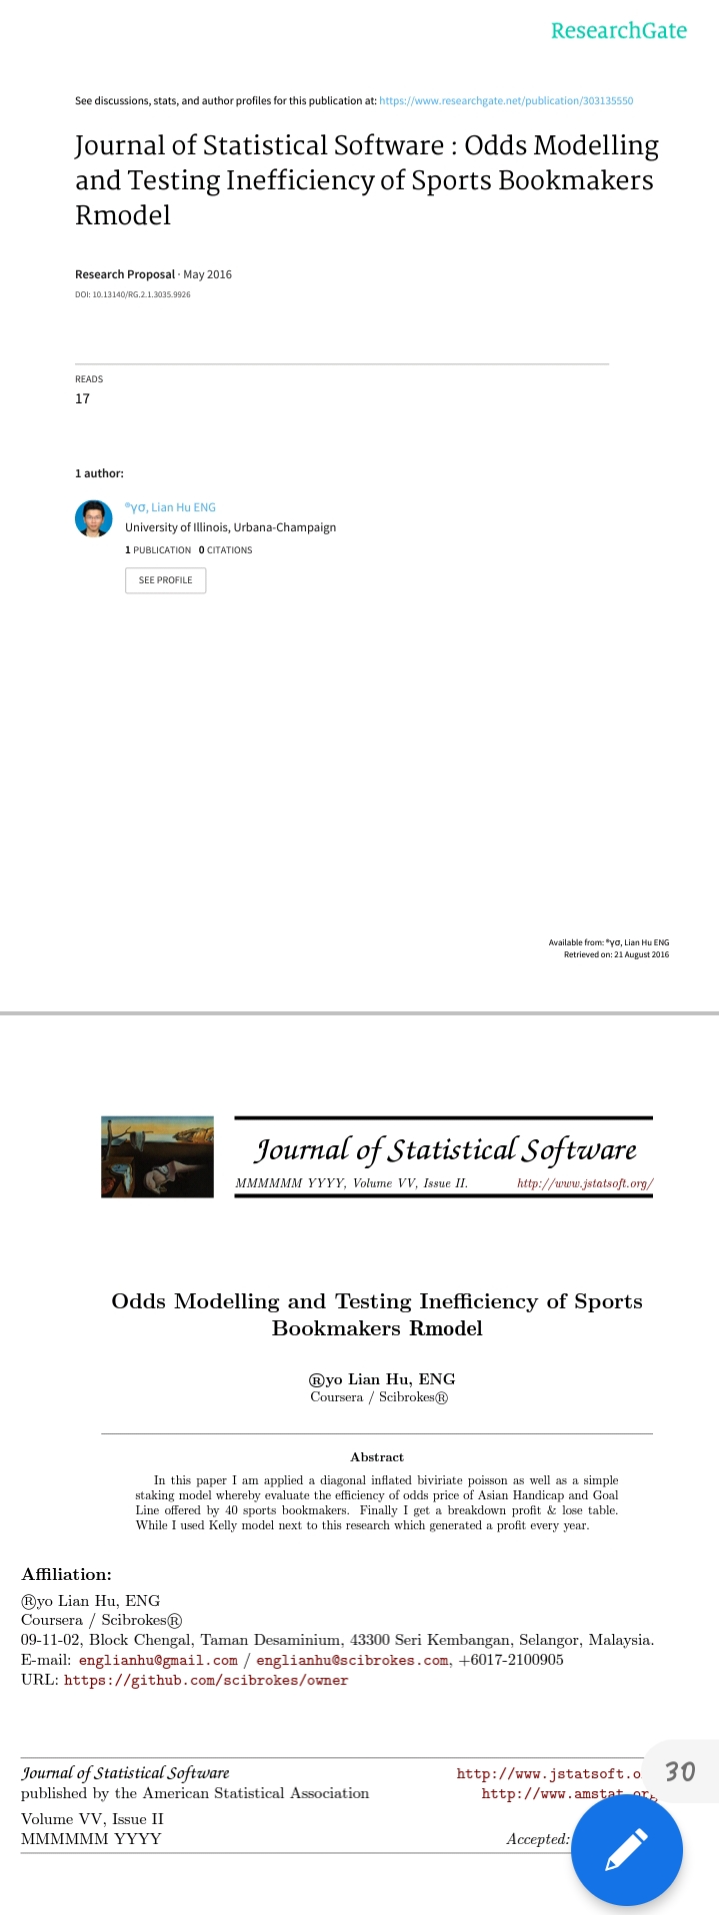 ResearchGate
See discussions, stats, and author profiles for this publication at: https://www.researchgate.net/publication/303135550
Journal of Statistical Software : Odds Modelling
and Testing Inefficiency of Sports Bookmakers
Rmodel
Research Proposal · May 2016
DOI: 10.13140/RG.2.1.3035.9926
READS
17
1 author:
®γσ, Lian Hu ENG
University of Illinois, Urbana-Champaign
1 PUBLICATION 0 CITATIONS
SEE PROFILE
Available from: ®γσ, Lian Hu ENG
Retrieved on: 21 August 2016
Journal of Statistical Software
MMMMMM YYYY, Volume VV, Issue II. http://www.jstatsoft.org/
Odds Modelling and Testing Inefficiency of Sports
Bookmakers Rmodel
®yo Lian Hu, ENG
Coursera / Scibrokes®
Abstract
In this paper I am applied a diagonal inflated biviriate poisson as well as a simple
staking model whereby evaluate the efficiency of odds price of Asian Handicap and Goal
Line offered by 40 sports bookmakers. Finally I get a breakdown profit & lose table.
While I used Kelly model next to this research which generated a profit every year.
Affiliation:
®yo Lian Hu, ENG
Coursera / Scibrokes®
09-11-02, Block Chengal, Taman Desaminium, 43300 Seri Kembangan, Selangor, Malaysia.
E-mail: englianhu@gmail.com / englianhu@scibrokes.com, +6017-2100905
URL: https://github.com/scibrokes/owner
Journal of Statistical Software http://www.jstatsoft.o
published by the American Statistical Association http://www.amstat.org
Volume VV, Issue II
MMMMMM YYYY Accepted:
30